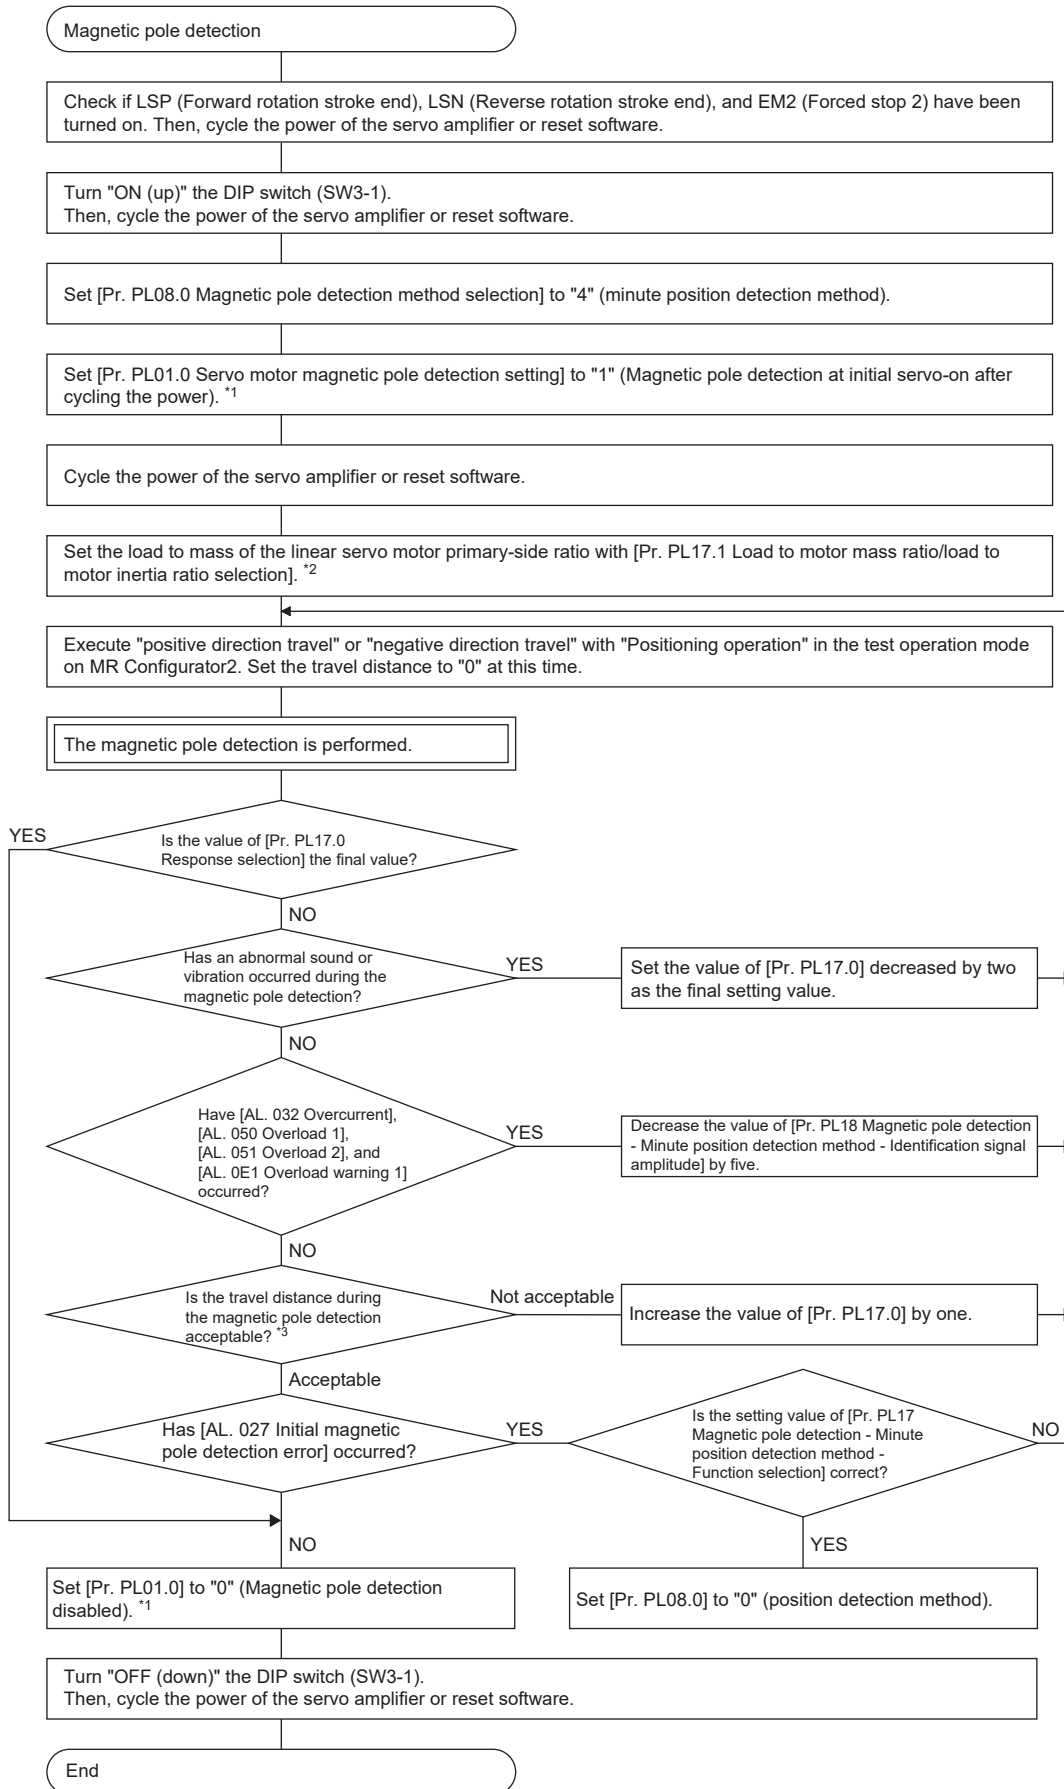 Magnetic pole detection
Check if LSP (Forward rotation stroke end), LSN (Reverse rotation stroke end), and EM2 (Forced stop 2) have been
turned on. Then, cycle the power of the servo amplifier or reset software.
Turn "ON (up)" the DIP switch (SW3-1).
Then, cycle the power of the servo amplifier or reset software.
Set [Pr. PL08.0 Magnetic pole detection method selection] to "4" (minute position detection method).
Set [Pr. PL01.0 Servo motor magnetic pole detection setting] to "1" (Magnetic pole detection at initial servo-on after
cycling the power). *1
Cycle the power of the servo amplifier or reset software.
Set the load to mass of the linear servo motor primary-side ratio with [Pr. PL17.1 Load to motor mass ratio/load to
motor inertia ratio selection]. *2
Execute "positive direction travel" or "negative direction travel" with "Positioning operation" in the test operation mode
on MR Configurator2. Set the travel distance to "0" at this time.
The magnetic pole detection is performed.
YES
Is the value of [Pr. PL17.0
Response selection] the final value?
NO
Has an abnormal sound or
vibration occurred during the
magnetic pole detection?
YES
Set the value of [Pr. PL17.0] decreased by two
as the final setting value.
NO
Have [AL. 032 Overcurrent],
[AL. 050 Overload 1],
[AL. 051 Overload 2], and
[AL. 0E1 Overload warning 1]
occurred?
YES
Decrease the value of [Pr. PL18 Magnetic pole detection
- Minute position detection method - Identification signal
amplitude] by five.
NO
Is the travel distance during
the magnetic pole detection
acceptable? *3
Not acceptable
Increase the value of [Pr. PL17.0] by one.
Acceptable
Has [AL. 027 Initial magnetic
pole detection error] occurred?
YES
Is the setting value of [Pr. PL17
Magnetic pole detection - Minute
position detection method -
Function selection] correct?
NO
NO
YES
Set [Pr. PL01.0] to "0" (Magnetic pole detection
disabled). *1
Set [Pr. PL08.0] to "0" (position detection method).
Turn "OFF (down)" the DIP switch (SW3-1).
Then, cycle the power of the servo amplifier or reset software.
End